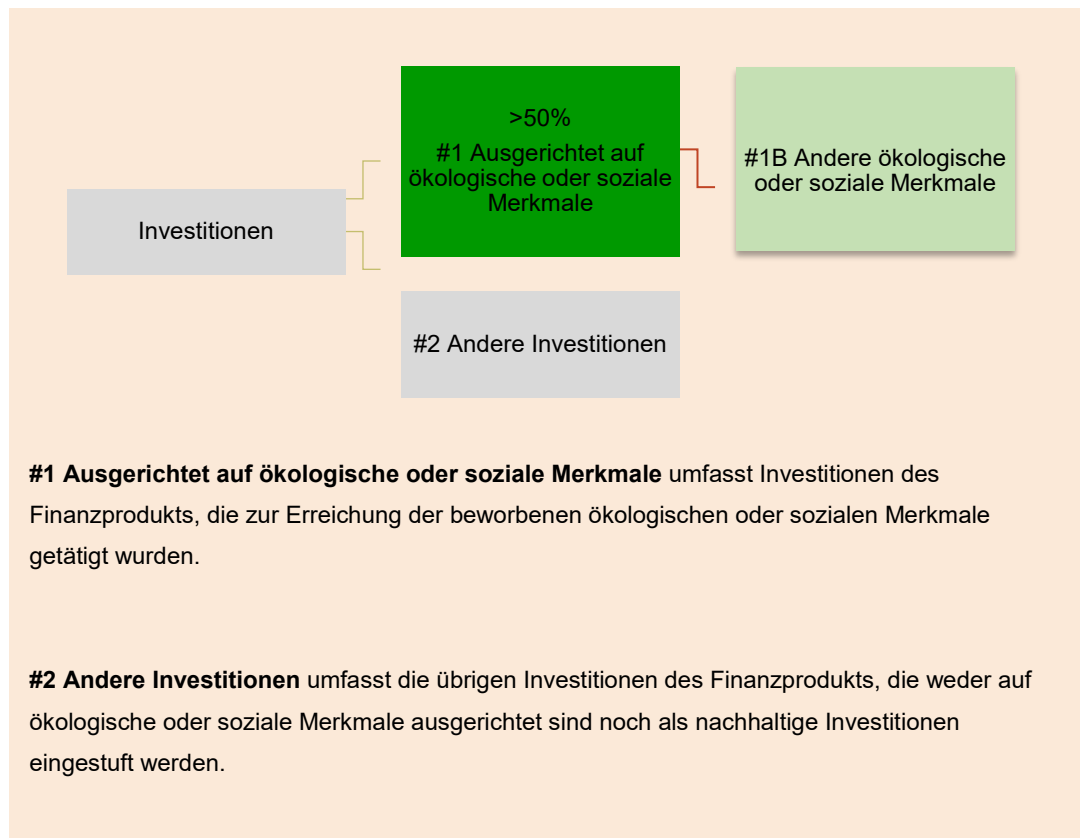 >50%
#1 Ausgerichtet auf
ökologische oder soziale
Merkmale
#1B Andere ökologische
oder soziale Merkmale
Investitionen
#2 Andere Investitionen
#1 Ausgerichtet auf ökologische oder soziale Merkmale umfasst Investitionen des
Finanzprodukts, die zur Erreichung der beworbenen ökologischen oder sozialen Merkmale
getätigt wurden.
#2 Andere Investitionen umfasst die übrigen Investitionen des Finanzprodukts, die weder auf
ökologische oder soziale Merkmale ausgerichtet sind noch als nachhaltige Investitionen
eingestuft werden.